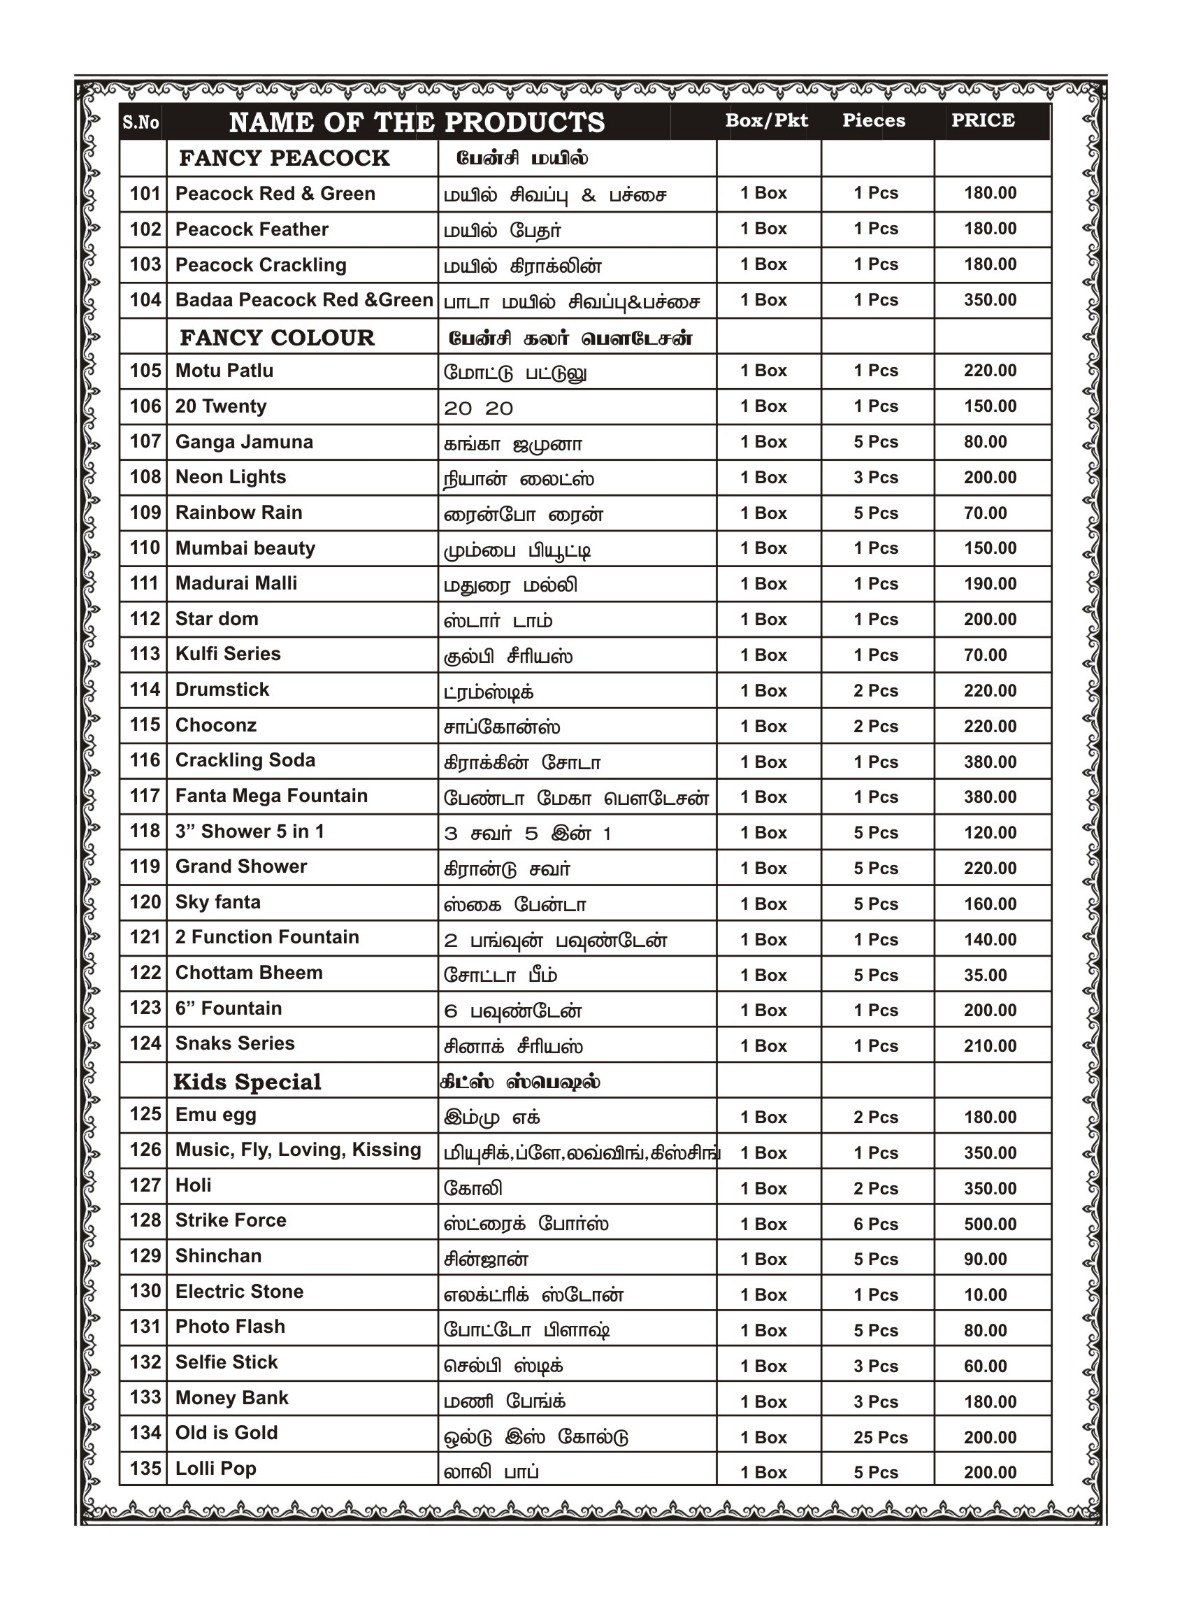 S.No NAME OF THE PRODUCTS Box/Pkt Pieces PRICE
FANCY PEACOCK பேன்சி மயில்
101 Peacock Red & Green மயில் சிவப்பு & பச்சை 1 Box 1 Pcs 180.00
102 Peacock Feather மயில் பேதர் 1 Box 1 Pcs 180.00
103 Peacock Crackling மயில் கிராக்லின் 1 Box 1 Pcs 180.00
104 Badaa Peacock Red &Green பாடா மயில் சிவப்பு&பச்சை 1 Box 1 Pcs 350.00
FANCY COLOUR பேன்சி கலர் பௌடேசன்
105 Motu Patlu மோட்டு பட்டுலு 1 Box 1 Pcs 220.00
106 20 Twenty 20 20 1 Box 1 Pcs 150.00
107 Ganga Jamuna கங்கா ஜமுனா 1 Box 5 Pcs 80.00
108 Neon Lights நியான் லைட்ஸ் 1 Box 3 Pcs 200.00
109 Rainbow Rain ரைன்போ ரைன் 1 Box 5 Pcs 70.00
110 Mumbai beauty மும்பை பியூட்டி 1 Box 1 Pcs 150.00
111 Madurai Malli மதுரை மல்லி 1 Box 1 Pcs 190.00
112 Star dom ஸ்டார் டாம் 1 Box 1 Pcs 200.00
113 Kulfi Series குல்பி சீரியஸ் 1 Box 1 Pcs 70.00
114 Drumstick ட்ரம்ஸ்டிக் 1 Box 2 Pcs 220.00
115 Choconz சாப்கோன்ஸ் 1 Box 2 Pcs 220.00
116 Crackling Soda கிராக்கின் சோடா 1 Box 1 Pcs 380.00
117 Fanta Mega Fountain பேண்டா மேகா பௌடேசன் 1 Box 1 Pcs 380.00
118 3” Shower 5 in 1 3 சவர் 5 இன் 1 1 Box 5 Pcs 120.00
119 Grand Shower கிரான்டு சவர் 1 Box 5 Pcs 220.00
120 Sky fanta ஸ்கை பேன்டா 1 Box 5 Pcs 160.00
121 2 Function Fountain 2 பங்வுன் பவுண்டேன் 1 Box 1 Pcs 140.00
122 Chottam Bheem சோட்டா பீம் 1 Box 5 Pcs 35.00
123 6” Fountain 6 பவுண்டேன் 1 Box 1 Pcs 200.00
124 Snaks Series சினாக் சீரியஸ் 1 Box 1 Pcs 210.00
Kids Special கிட்ஸ் ஸ்பெஷல்
125 Emu egg இம்மு எக் 1 Box 2 Pcs 180.00
126 Music, Fly, Loving, Kissing மியுசிக்,ப்ளே,லவ்விங்,கிஸ்சிங் 1 Box 1 Pcs 350.00
127 Holi கோலி 1 Box 2 Pcs 350.00
128 Strike Force ஸ்ட்ரைக் போர்ஸ் 1 Box 6 Pcs 500.00
129 Shinchan சின்ஜான் 1 Box 5 Pcs 90.00
130 Electric Stone எலக்ட்ரிக் ஸ்டோன் 1 Box 1 Pcs 10.00
131 Photo Flash போட்டோ பிளாஷ் 1 Box 5 Pcs 80.00
132 Selfie Stick செல்பி ஸ்டிக் 1 Box 3 Pcs 60.00
133 Money Bank மணி பேங்க் 1 Box 3 Pcs 180.00
134 Old is Gold ஒல்டு இஸ் கோல்டு 1 Box 25 Pcs 200.00
135 Lolli Pop லாலி பாப் 1 Box 5 Pcs 200.00